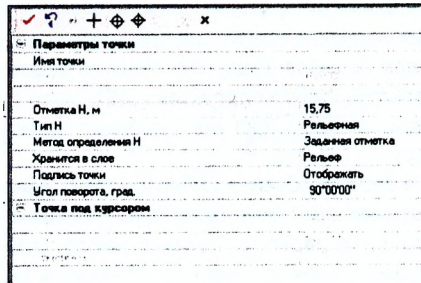 Параметры точки
Имя точки
Отметка Н, м 15,75
Тип Н Рельефная
Метод определения Н Заданная отметка
Хранится в слое Рельеф
Подпись точки Отображать
Угол поворота, град. 90°00'00"
Точка под курсором